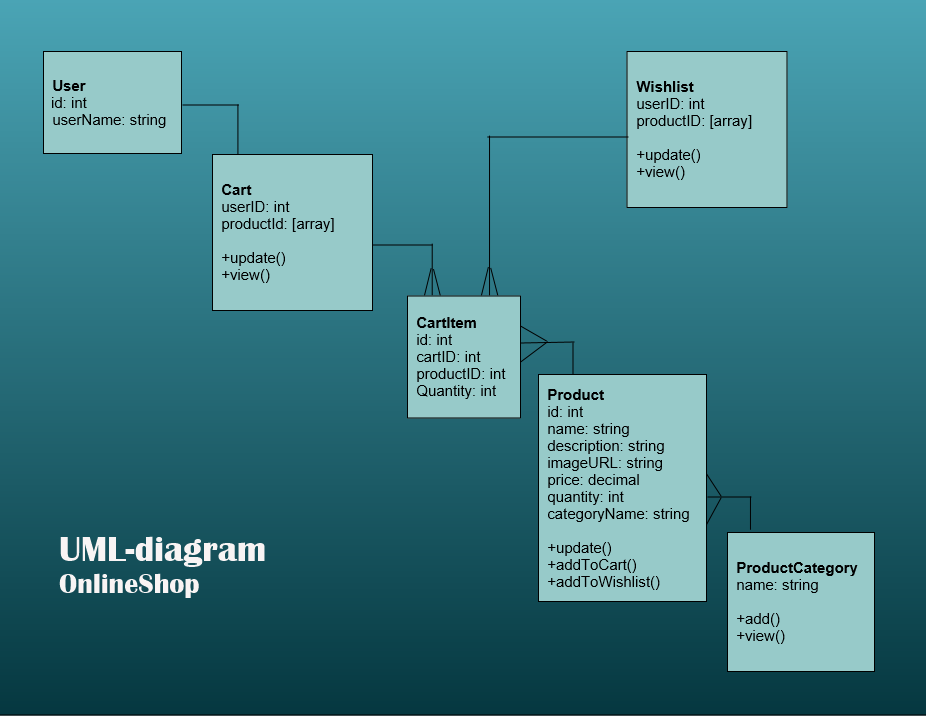 User
id: int
userName: string
Wishlist
userID: int
productID: [array]
+update()
+view()
Cart
userID: int
productId: [array]
+update()
+view()
CartItem
id: int
cartID: int
productID: int
Quantity: int
Product
id: int
name: string
description: string
imageURL: string
price: decimal
quantity: int
categoryName: string
+update()
+addToCart()
+addToWishlist()
ProductCategory
name: string
+add()
+view()
UML-diagram
OnlineShop